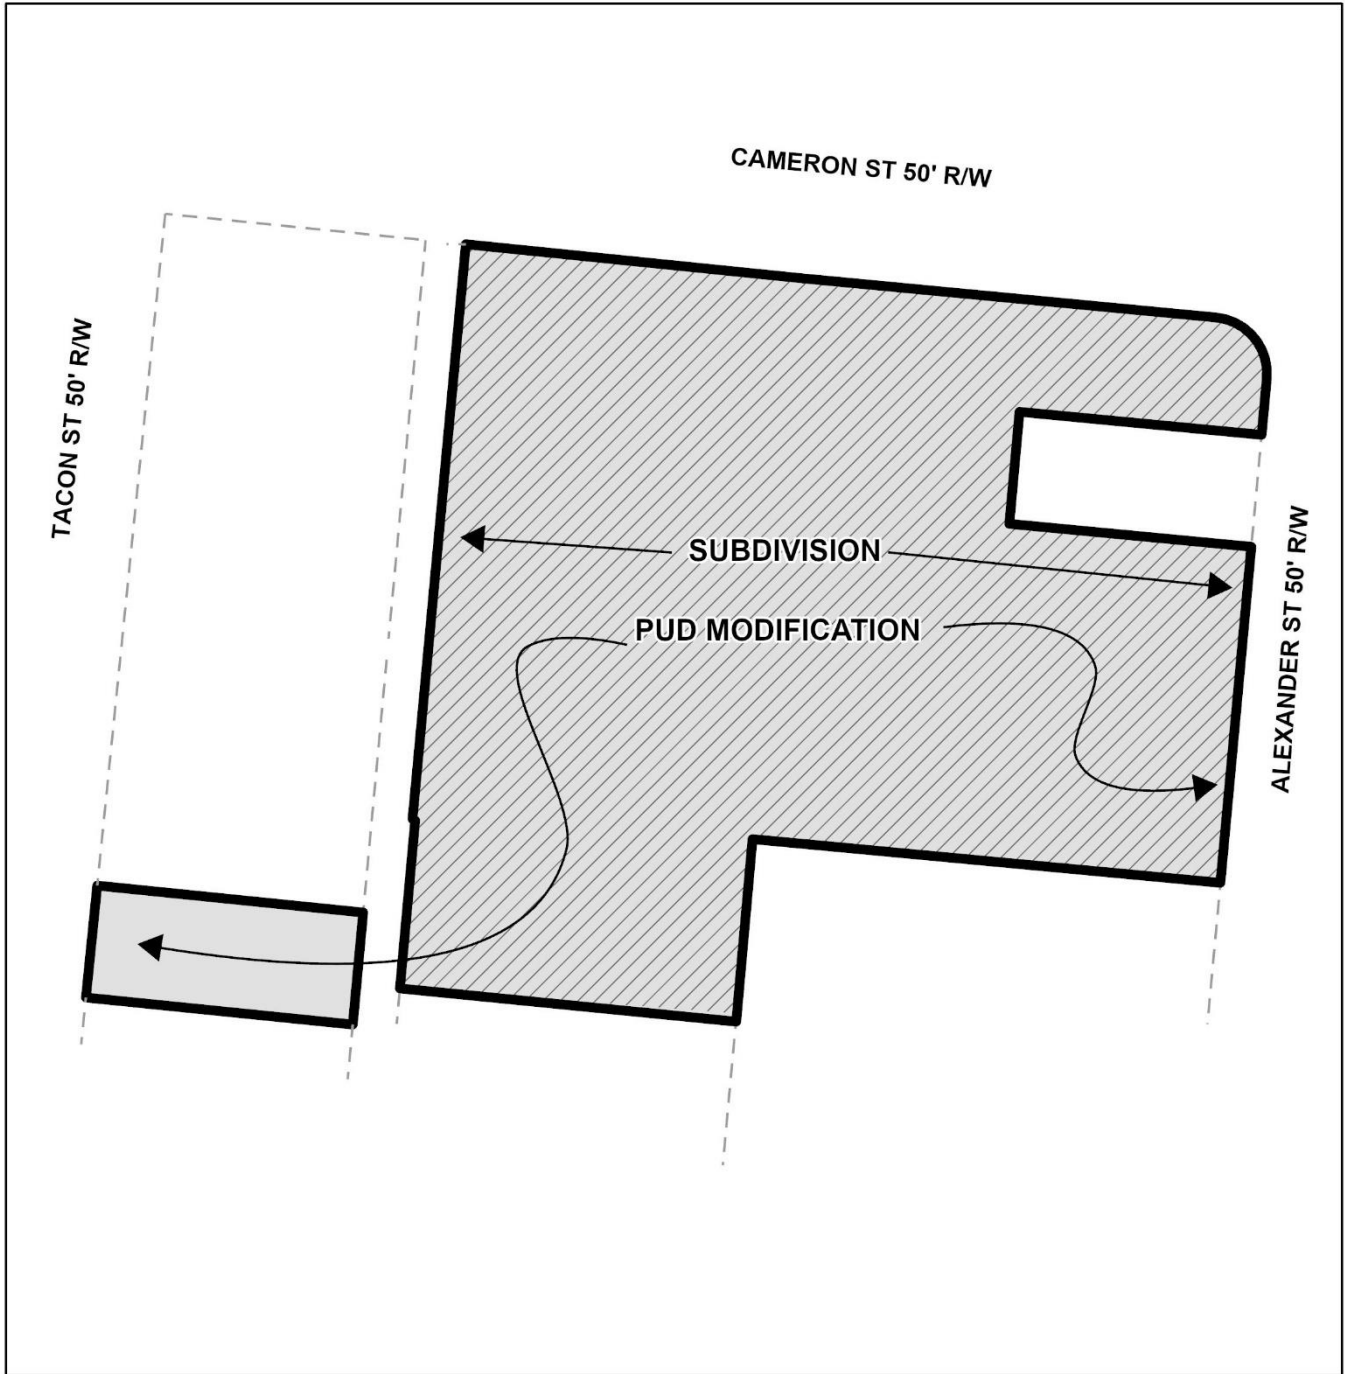 CAMERON ST 50' R/W
TACON ST 50' R/W
SUBDIVISION
PUD MODIFICATION
ALEXANDER ST 50' R/W